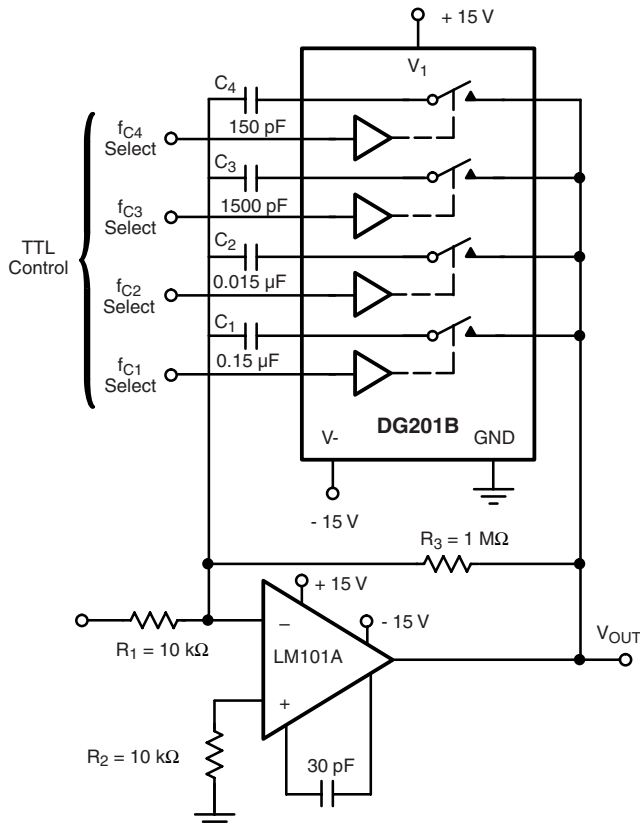 + 15 V
V1
C4
150 pF
fC4
Select
C3
1500 pF
fC3
Select
TTL
Control
C2
0.015 µF
fC2
Select
C1
0.15 µF
fC1
Select
DG201B
V-
GND
- 15 V
R3 = 1 MΩ
+ 15 V
- 15 V
VOUT
–
LM101A
R1 = 10 kΩ
+
R2 = 10 kΩ
30 pF